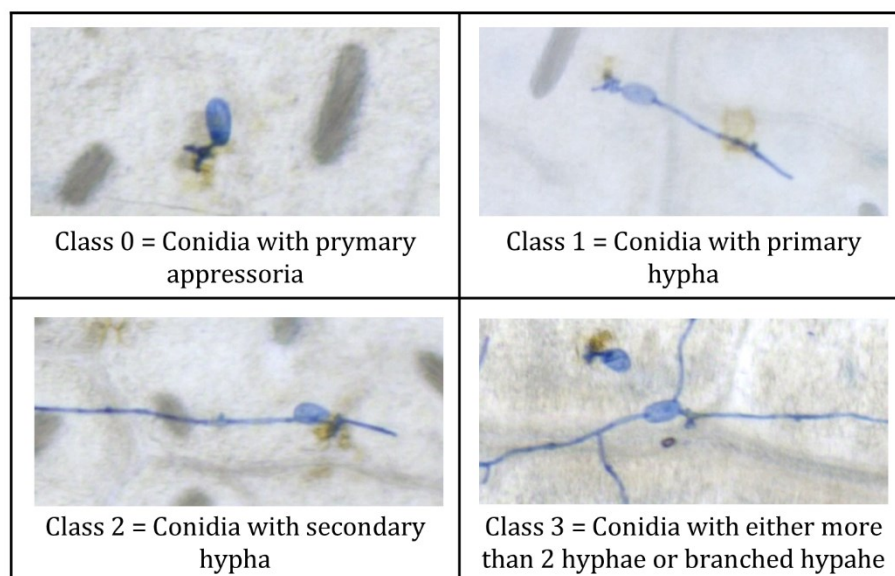 Class 0 = Conidia with prymary
appressoria
Class 1 = Conidia with primary
hypha
Class 2 = Conidia with secondary
hypha
Class 3 = Conidia with either more
than 2 hyphae or branched hypahe